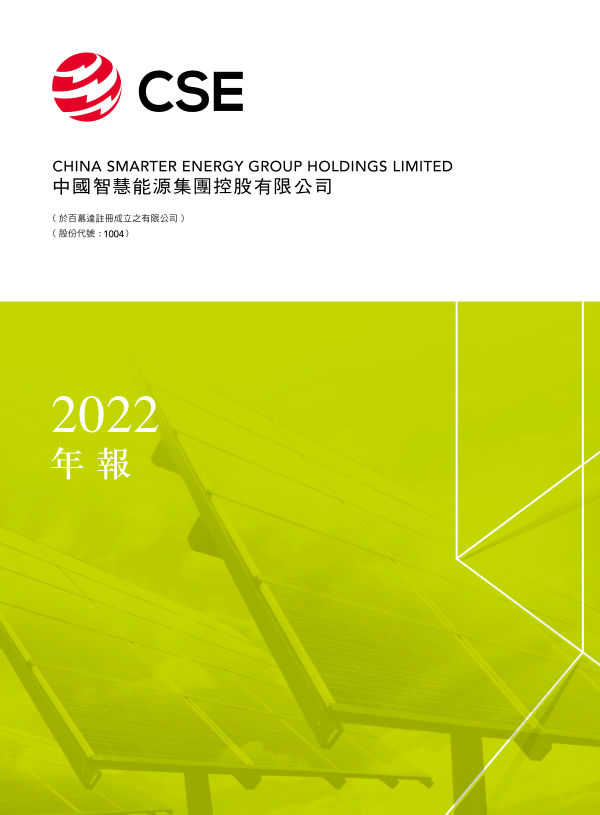 CSE
CHINA SMARTER ENERGY GROUP HOLDINGS LIMITED
中國智慧能源集團控股有限公司
（於百慕達註冊成立之有限公司）
（股份代號：1004）
2022
年報